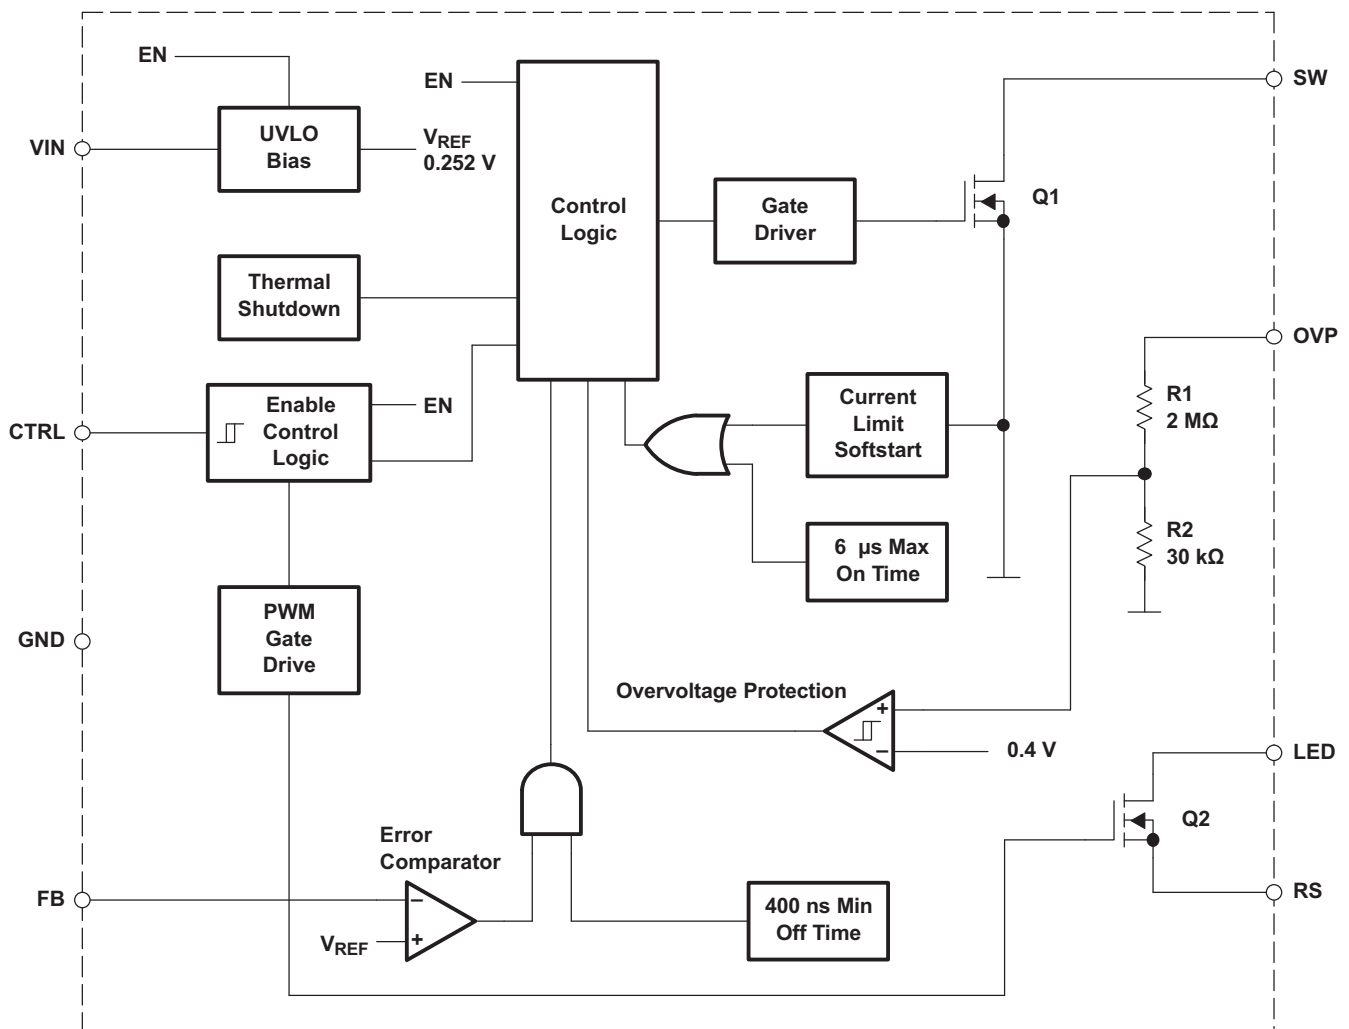 EN
EN
SW
VIN
UVLO
Bias
VREF
0.252 V
Control
Logic
Gate
Driver
Q1
Thermal
Shutdown
OVP
CTRL
Enable
Control
Logic
EN
Current
Limit
Softstart
R1
2 MΩ
R2
30 kΩ
6 µs Max
On Time
GND
PWM
Gate
Drive
Overvoltage Protection
+
−
0.4 V
LED
Q2
Error
Comparator
FB
−
VREF
+
400 ns Min
Off Time
RS